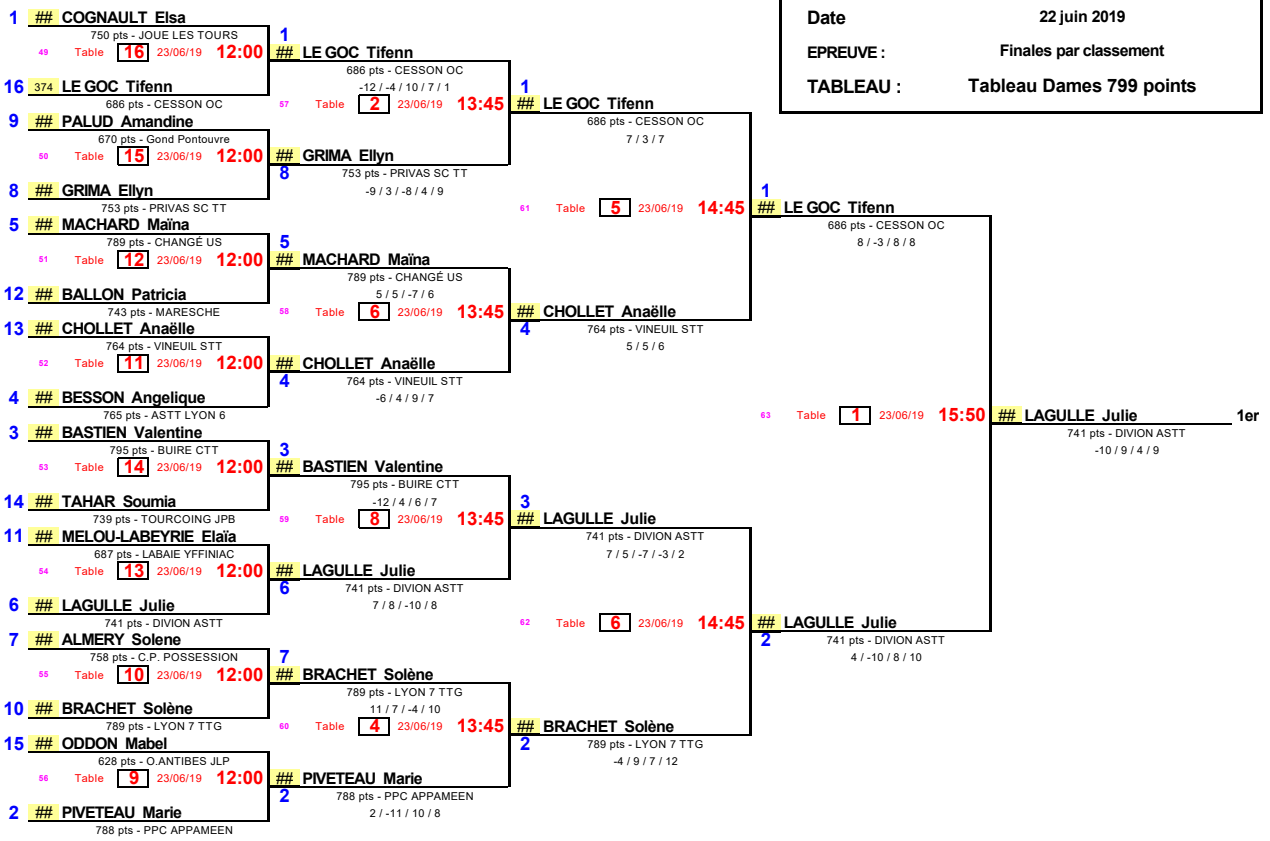 Date 22 juin 2019
EPREUVE : Finales par classement
TABLEAU : Tableau Dames 799 points
1 ## COGNAULT Elsa
750 pts - JOUE LES TOURS
49 Table 16 23/06/19 12:00
16 374 LE GOC Tifenn
686 pts - CESSON OC
9 ## PALUD Amandine
670 pts - Gond Pontouvre
50 Table 15 23/06/19 12:00
8 ## GRIMA Ellyn
753 pts - PRIVAS SC TT
5 ## MACHARD Maïna
789 pts - CHANGÉ US
51 Table 12 23/06/19 12:00
12 ## BALLON Patricia
743 pts - MARESCHE
13 ## CHOLLET Anaëlle
764 pts - VINEUIL STT
52 Table 11 23/06/19 12:00
4 ## BESSON Angelique
765 pts - ASTT LYON 6
3 ## BASTIEN Valentine
795 pts - BUIRE CTT
53 Table 14 23/06/19 12:00
14 ## TAHAR Soumia
739 pts - TOURCOING JPB
11 ## MELOU-LABEYRIE Elaïa
687 pts - LABAIE YFFINIAC
54 Table 13 23/06/19 12:00
6 ## LAGULLE Julie
741 pts - DIVION ASTT
7 ## ALMERY Solene
758 pts - C.P. POSSESSION
55 Table 10 23/06/19 12:00
10 ## BRACHET Solène
789 pts - LYON 7 TTG
15 ## ODDON Mabel
628 pts - O.ANTIBES JLP
56 Table 9 23/06/19 12:00
2 ## PIVETEAU Marie
788 pts - PPC APPAMEEN
1
## LE GOC Tifenn
686 pts - CESSON OC
-12 / -4 / 10 / 7 / 1
57 Table 2 23/06/19 13:45
## GRIMA Ellyn
8
753 pts - PRIVAS SC TT
-9 / 3 / -8 / 4 / 9
5
## MACHARD Maïna
789 pts - CHANGÉ US
5 / 5 / -7 / 6
58 Table 6 23/06/19 13:45
## CHOLLET Anaëlle
4
764 pts - VINEUIL STT
-6 / 4 / 9 / 7
3
## BASTIEN Valentine
795 pts - BUIRE CTT
-12 / 4 / 6 / 7
59 Table 8 23/06/19 13:45
## LAGULLE Julie
6
741 pts - DIVION ASTT
7 / 8 / -10 / 8
7
## BRACHET Solène
789 pts - LYON 7 TTG
11 / 7 / -4 / 10
60 Table 4 23/06/19 13:45
## PIVETEAU Marie
2
788 pts - PPC APPAMEEN
2 / -11 / 10 / 8
1
## LE GOC Tifenn
686 pts - CESSON OC
7 / 3 / 7
61 Table 5 23/06/19 14:45
## CHOLLET Anaëlle
4
764 pts - VINEUIL STT
5 / 5 / 6
3
## LAGULLE Julie
741 pts - DIVION ASTT
7 / 5 / -7 / -3 / 2
62 Table 6 23/06/19 14:45
## BRACHET Solène
2
789 pts - LYON 7 TTG
-4 / 9 / 7 / 12
1
## LE GOC Tifenn
686 pts - CESSON OC
8 / -3 / 8 / 8
63 Table 1 23/06/19 15:50
## LAGULLE Julie
2
741 pts - DIVION ASTT
4 / -10 / 8 / 10
## LAGULLE Julie 1er
741 pts - DIVION ASTT
-10 / 9 / 4 / 9